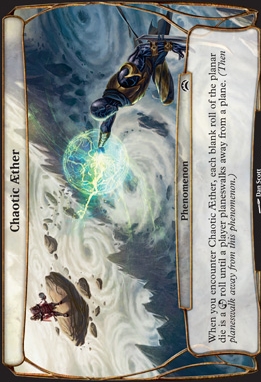 Chaotic Æther
Phenomenon
When you encounter Chaotic Æther, each blank roll of the planar
die is a roll until a player planeswalks away from a plane. (Then
planeswalk away from this phenomenon.)
Dan Scott